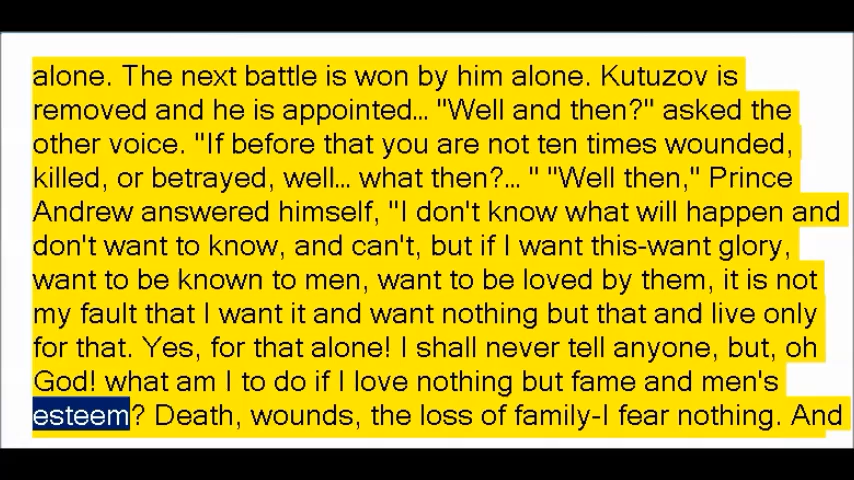 alone. The next battle is won by him alone. Kutuzov is
removed and he is appointed... "Well and then?" asked the
other voice. "If before that you are not ten times wounded,
killed, or betrayed, well... what then?... " "Well then," Prince
Andrew answered himself, "I don't know what will happen and
don't want to know, and can't, but if I want this-want glory,
want to be known to men, want to be loved by them, it is not
my fault that I want it and want nothing but that and live only
for that. Yes, for that alone! I shall never tell anyone, but, oh
God! what am I to do if I love nothing but fame and men's
esteem? Death, wounds, the loss of family-I fear nothing. And